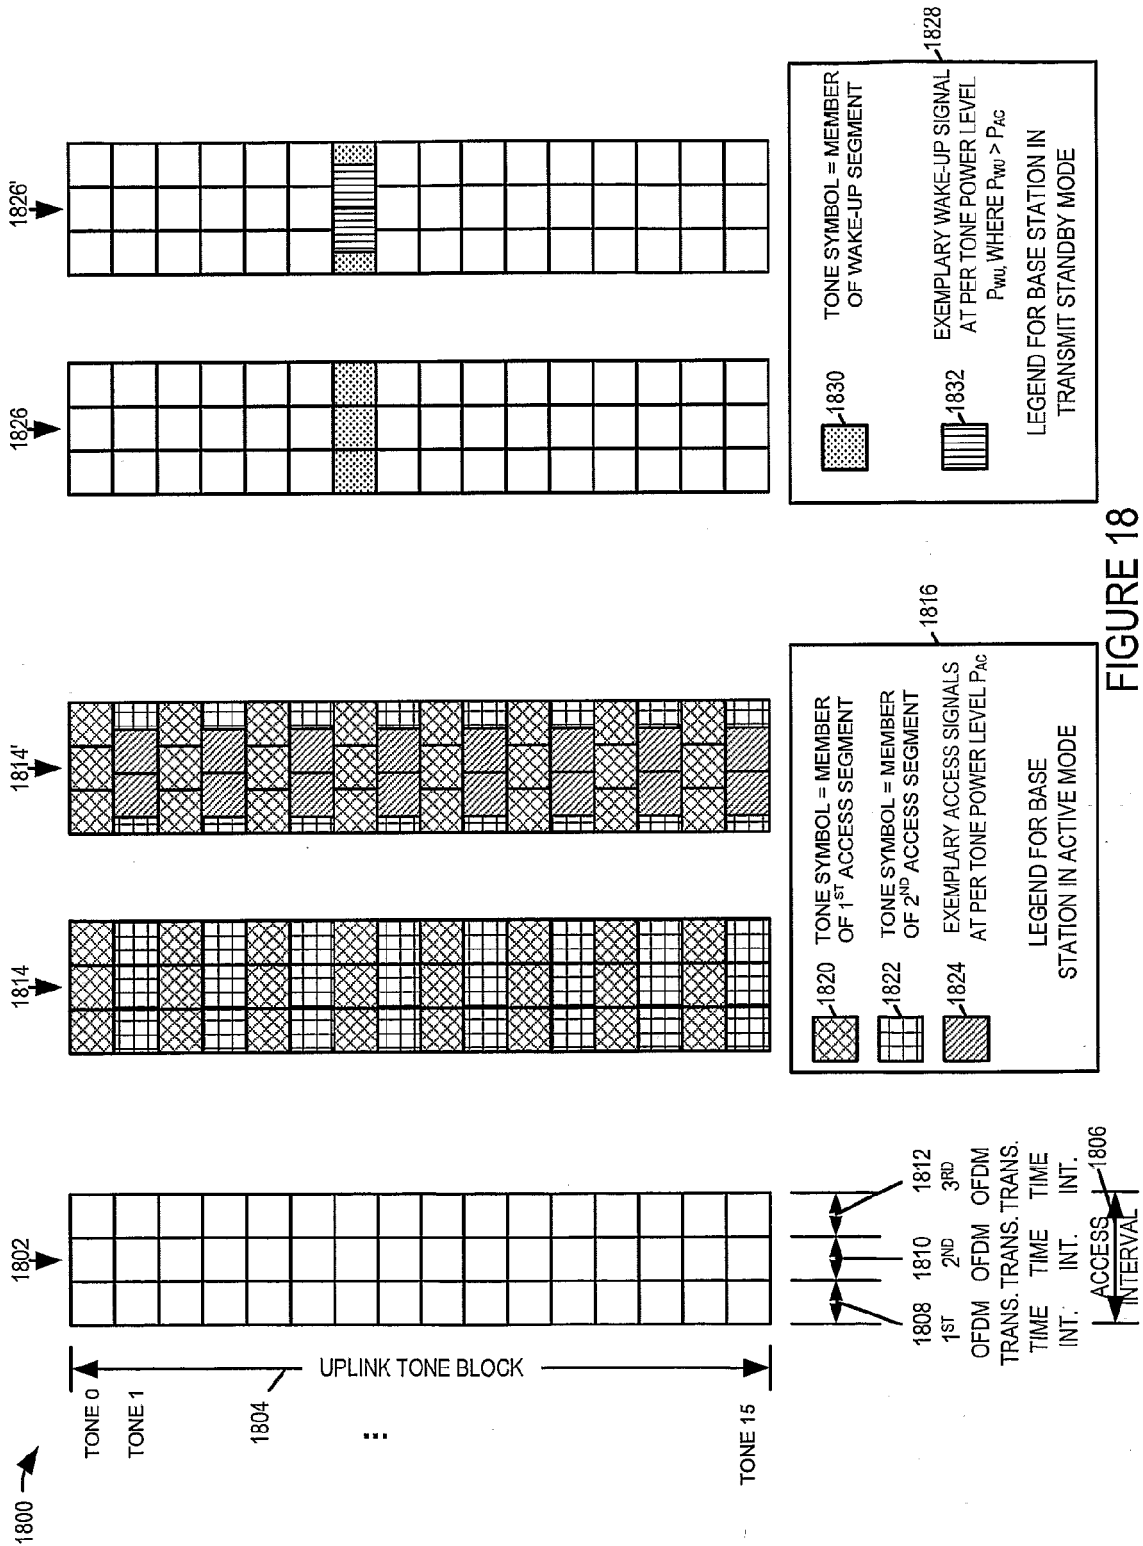 1800
TONE 0
TONE 1
...
TONE 15
UPLINK TONE BLOCK
1804
1802
1814
1814'
1826
1826'
1808
1ST
OFDM
TRANS.
TIME
INT.
1810
2ND
OFDM
TRANS.
TIME
INT.
1812
3RD
OFDM
TRANS.
TIME
INT.
ACCESS
INTERVAL
1806
1820
TONE SYMBOL = MEMBER
OF 1ST ACCESS SEGMENT
1822
TONE SYMBOL = MEMBER
OF 2ND ACCESS SEGMENT
1824
EXEMPLARY ACCESS SIGNALS
AT PER TONE POWER LEVEL PAC
LEGEND FOR BASE
STATION IN ACTIVE MODE
1816
1830
TONE SYMBOL = MEMBER
OF WAKE-UP SEGMENT
1832
EXEMPLARY WAKE-UP SIGNAL
AT PER TONE POWER LEVEL
PWU, WHERE PWU > PAC
LEGEND FOR BASE STATION IN
TRANSMIT STANDBY MODE
1828
FIGURE 18